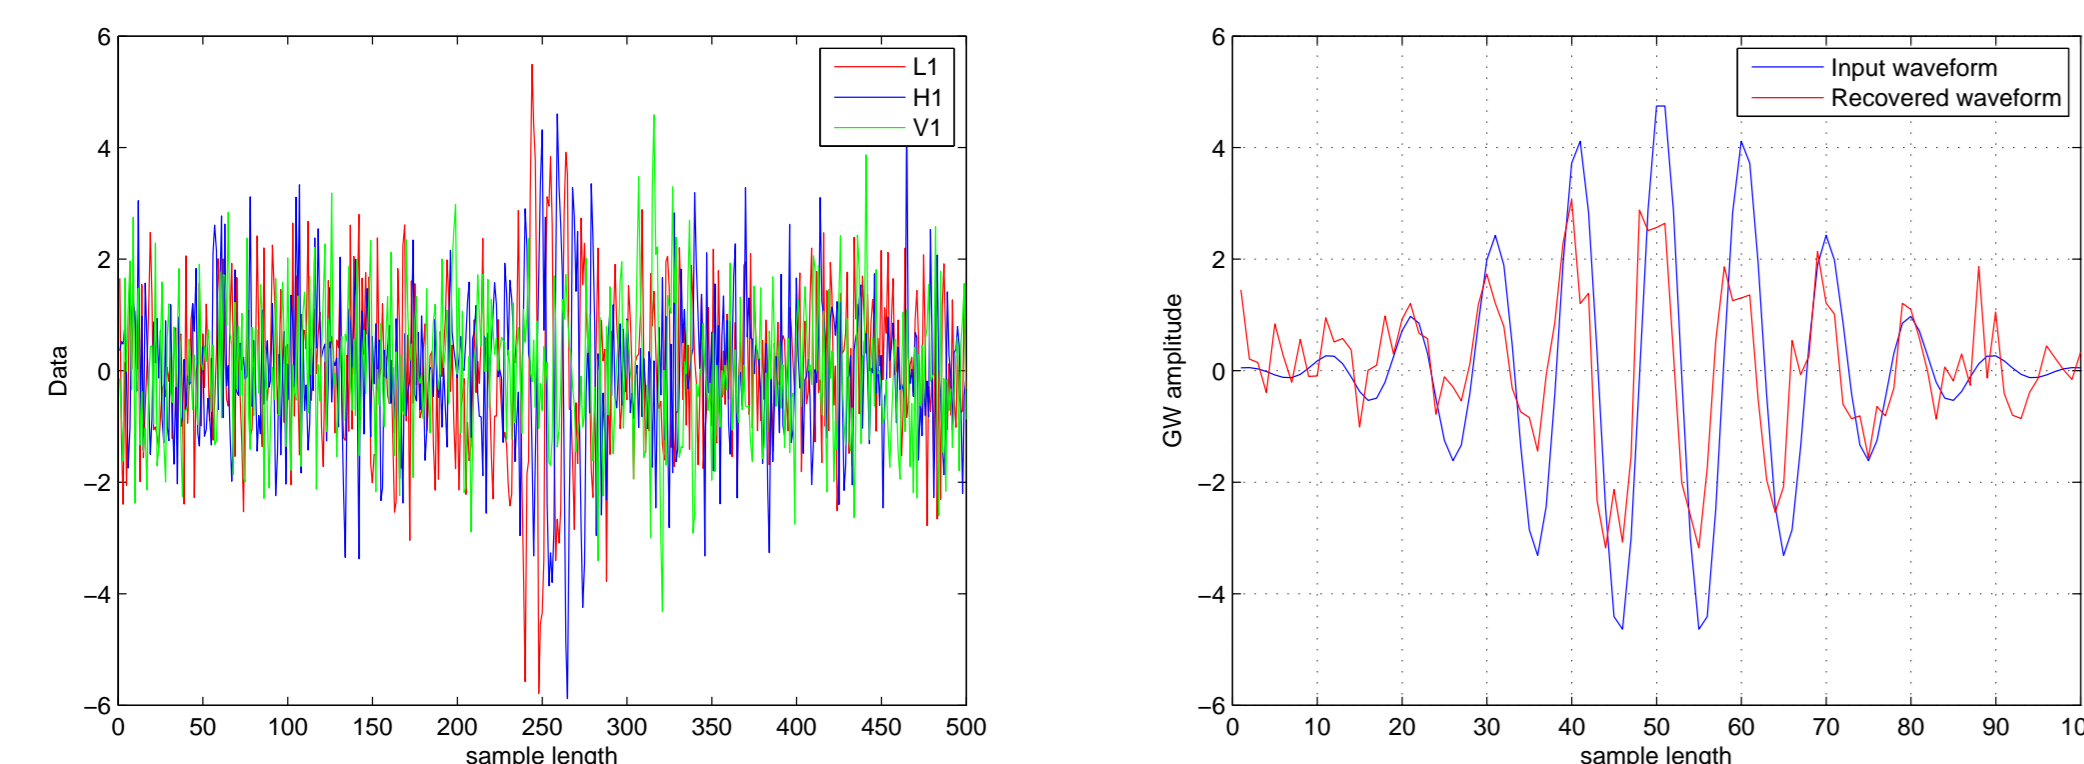 6
4
2
0
−2
−4
−6
Data
L1
H1
V1
0 50 100 150 200 250 300 350 400 450 500
sample length
6
4
2
0
−2
−4
−6
GW amplitude
Input waveform
Recovered waveform
0 10 20 30 40 50 60 70 80 90 10
sample length